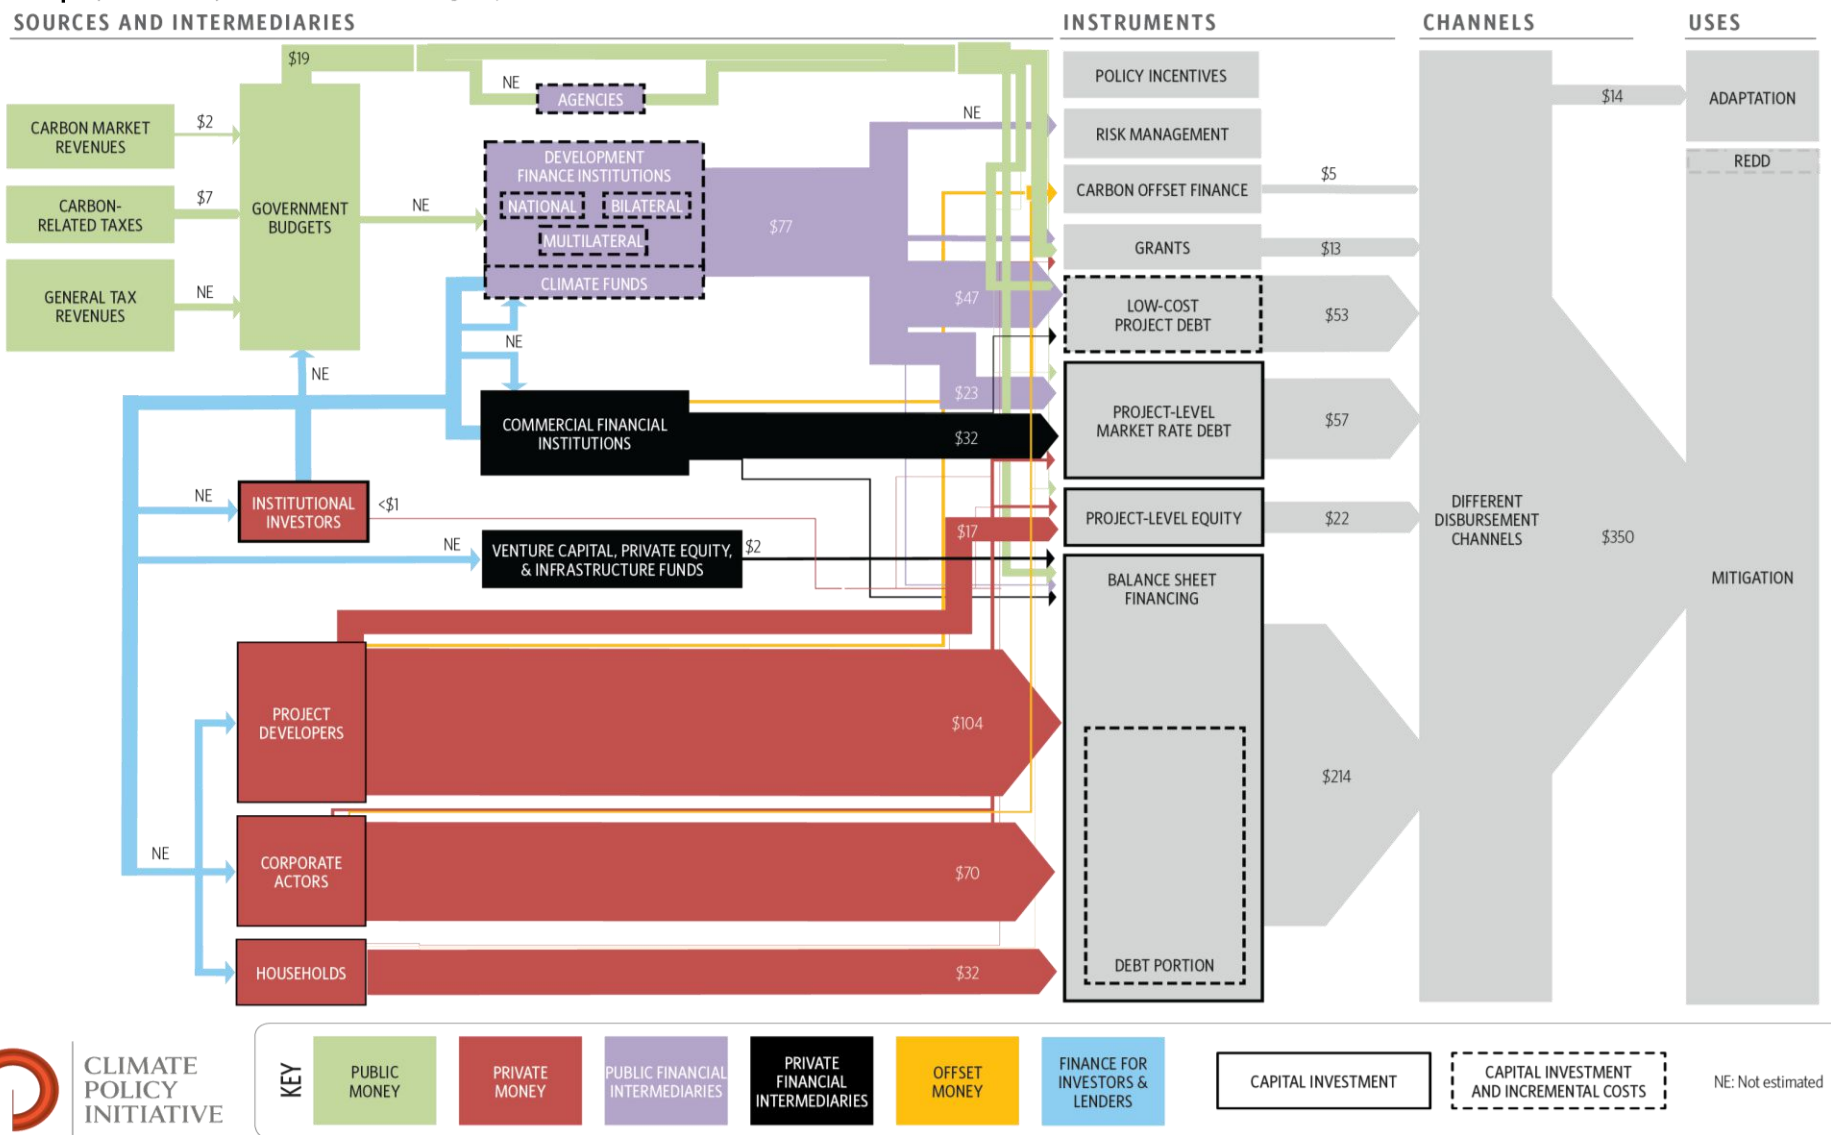 SOURCES AND INTERMEDIARIES
INSTRUMENTS
CHANNELS
USES
$19
NE
AGENCIES
CARBON MARKET
REVENUES
$2
CARBON-
RELATED TAXES
$7
GENERAL TAX
REVENUES
NE
GOVERNMENT
BUDGETS
NE
DEVELOPMENT
FINANCE INSTITUTIONS
NATIONAL
BILATERAL
MULTILATERAL
CLIMATE FUNDS
$77
NE
$47
$23
NE
NE
COMMERCIAL FINANCIAL
INSTITUTIONS
$32
NE
INSTITUTIONAL
INVESTORS
<$1
NE
VENTURE CAPITAL, PRIVATE EQUITY,
& INFRASTRUCTURE FUNDS
$2
$17
PROJECT
DEVELOPERS
$104
NE
CORPORATE
ACTORS
$70
HOUSEHOLDS
$32
POLICY INCENTIVES
RISK MANAGEMENT
CARBON OFFSET FINANCE
$5
GRANTS
$13
LOW-COST
PROJECT DEBT
$53
PROJECT-LEVEL
MARKET RATE DEBT
$57
PROJECT-LEVEL EQUITY
$22
BALANCE SHEET
FINANCING
$214
DEBT PORTION
DIFFERENT
DISBURSEMENT
CHANNELS
$14
$350
ADAPTATION
REDD
MITIGATION
CLIMATE
POLICY
INITIATIVE
KEY
PUBLIC
MONEY
PRIVATE
MONEY
PUBLIC FINANCIAL
INTERMEDIARIES
PRIVATE
FINANCIAL
INTERMEDIARIES
OFFSET
MONEY
FINANCE FOR
INVESTORS &
LENDERS
CAPITAL INVESTMENT
CAPITAL INVESTMENT
AND INCREMENTAL COSTS
NE: Not estimated